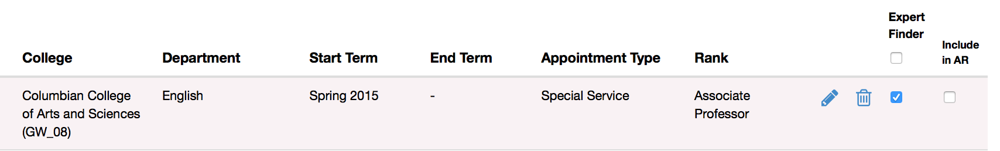 Expert
Finder
Include
in AR
College Department Start Term End Term Appointment Type Rank
Columbian College English Spring 2015 - Special Service Associate
of Arts and Sciences Professor
(GW_08)